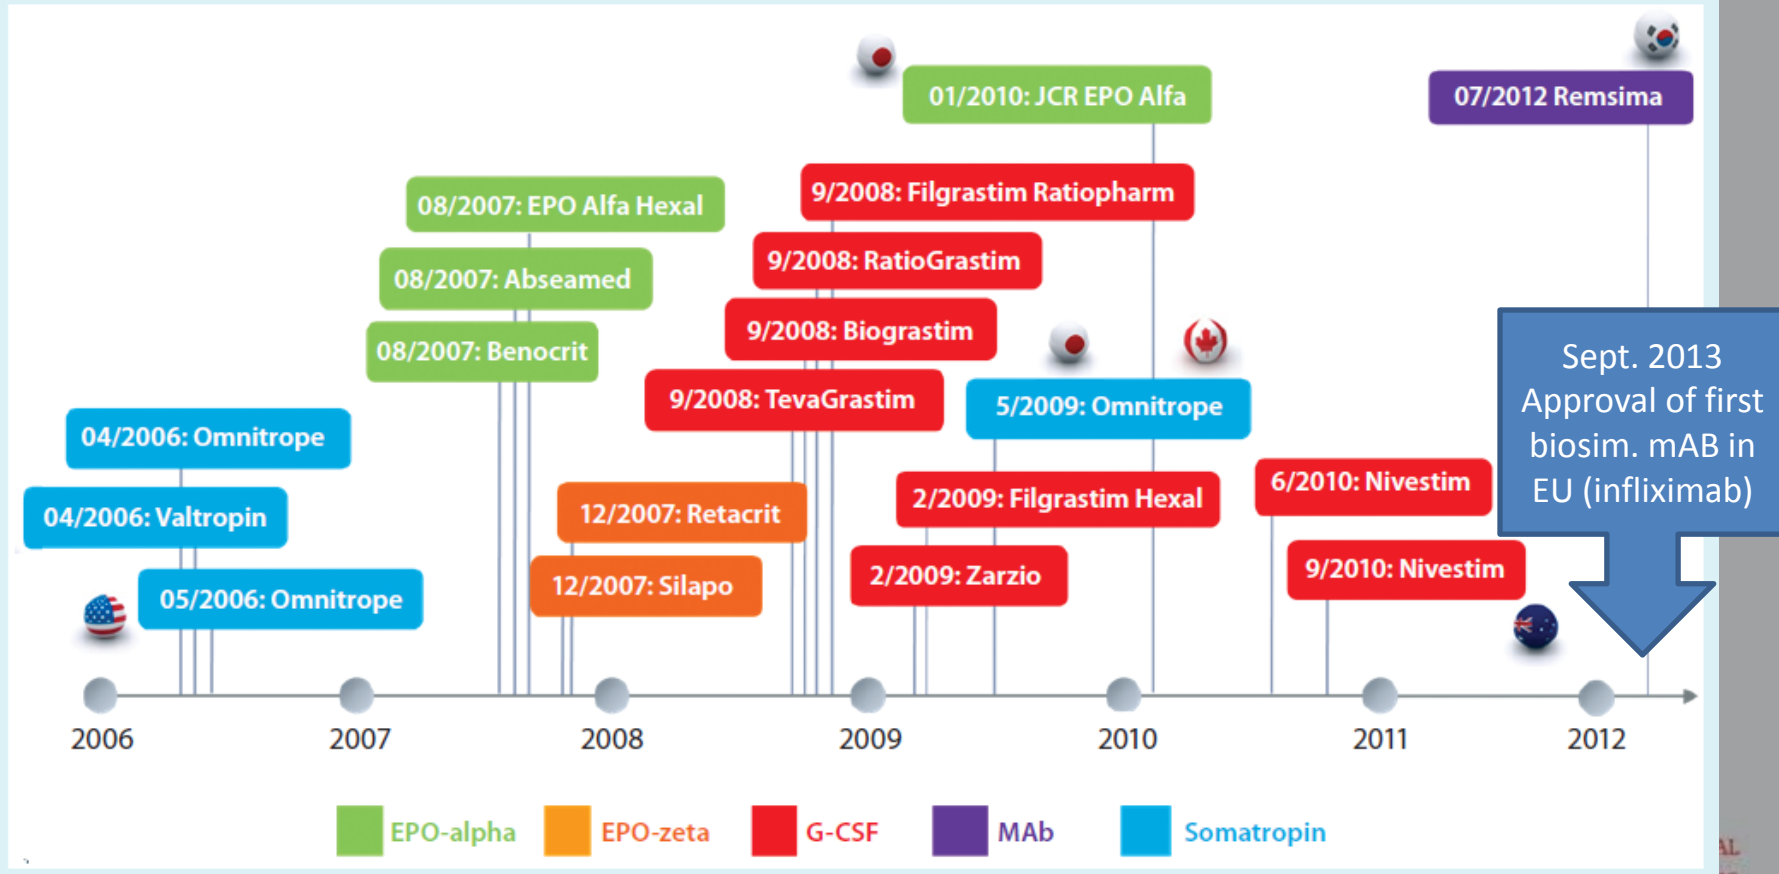 01/2010: JCR EPO Alfa
07/2012 Remsima
08/2007: EPO Alfa Hexal
9/2008: Filgrastim Ratiopharm
08/2007: Abseamed
9/2008: RatioGrastim
08/2007: Benocrit
9/2008: Biograstim
9/2008: TevaGrastim
5/2009: Omnitrope
Sept. 2013
Approval of first
biosim. mAB in
EU (infliximab)
04/2006: Omnitrope
04/2006: Valtropin
12/2007: Retacrit
2/2009: Filgrastim Hexal
6/2010: Nivestim
05/2006: Omnitrope
12/2007: Silapo
2/2009: Zarzio
9/2010: Nivestim
2006 2007 2008 2009 2010 2011 2012
EPO-alpha EPO-zeta G-CSF MAb Somatropin
AL